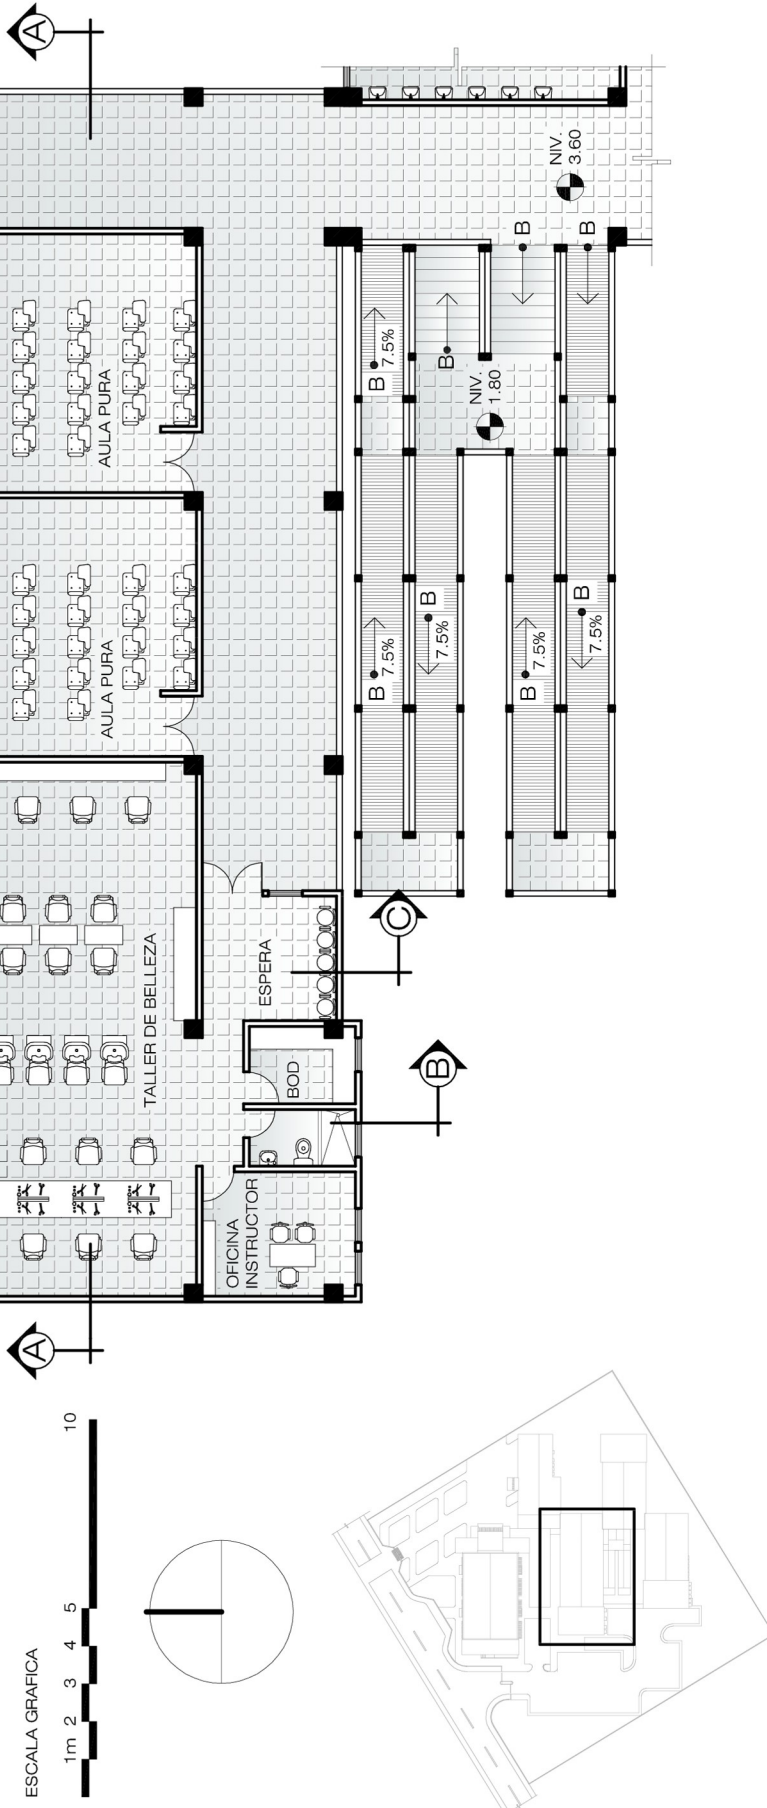 A
NIV.
3.60
B
B
B
7.5%
B
AULA PURA
NIV.
1.80
AULA PURA
B
7.5%
B
7.5%
B
7.5%
B
7.5%
TALLER DE BELLEZA
ESPERA
C
BOD
B
OFICINA
INSTRUCTOR
A
ESCALA GRAFICA
1m 2 3 4 5 10